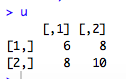 > u
[,1] [,2]
[1,] 6 8
[2,] 8 10
>